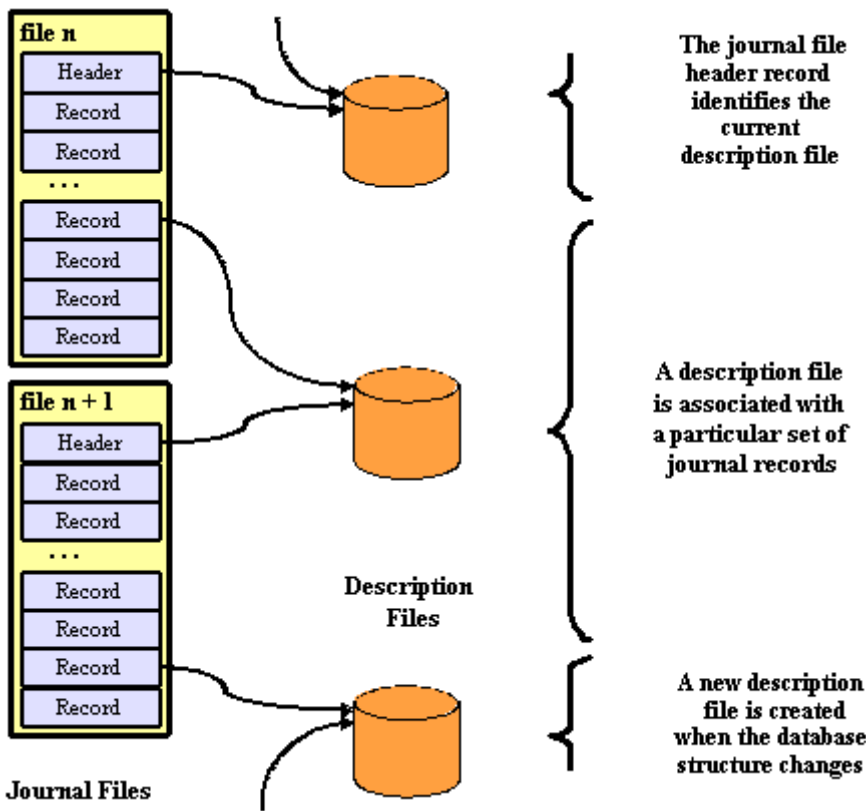 file n
Header
Record
Record
...
Record
Record
Record
Record
file n + 1
Header
Record
Record
...
Record
Record
Record
Record
Journal Files
Description
Files
The journal file
header record
identifies the
current
description file
A description file
is associated with
a particular set of
journal records
A new description
file is created
when the database
structure changes